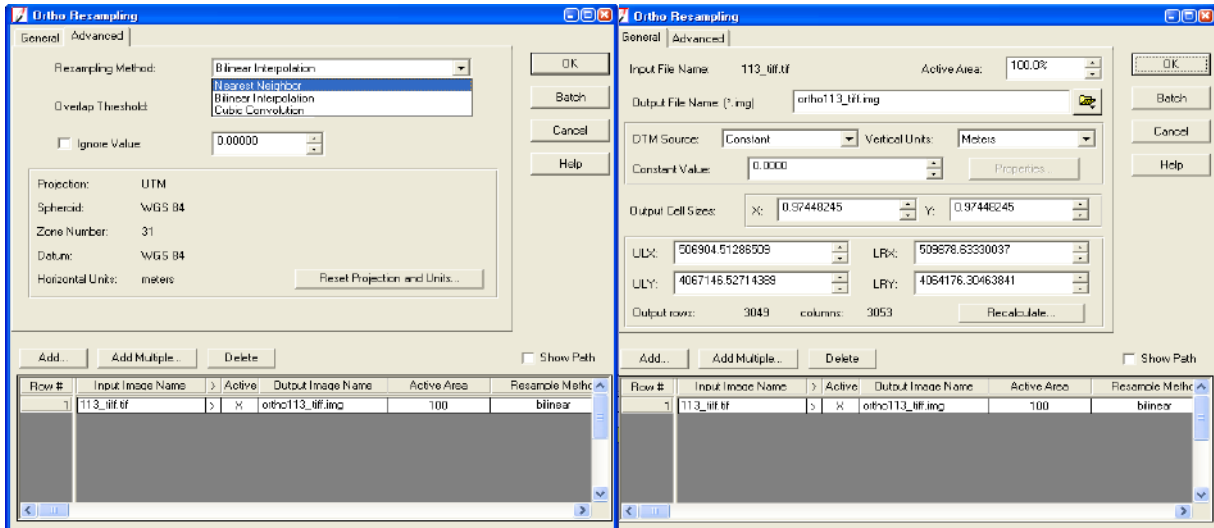 Ortho Resampling
General Advanced
Resampling Method: Bilinear Interpolation
Nearest Neighbor
Bilinear Interpolation
Cubic Convolution
Overlap Threshold:
Ignore Value 0.00000
Projection: UTM
Spheroid: WGS 84
Zone Number: 31
Datum: WGS 84
Horizontal Units: meters
Reset Projection and Units...
OK
Batch
Cancel
Help
Add... Add Multiple... Delete Show Path
Row # Input Image Name > Active Output Image Name Active Area Resample Metho
1 113_tiff.tif > X ortho113_tiff.img 100 bilinear
Ortho Resampling
General Advanced
Input File Name: 113_tiff.tif Active Area: 100.0%
Output File Name (*.img) ortho113_tiff.img
DTM Source: Constant Vertical Units: Meters
Constant Value: 0.0000 Properties...
Output Cell Sizes: X: 0.97448245 Y: 0.97448245
ULX: 506904.51286509 LRX: 509878.63330037
ULY: 4067146.52714389 LRY: 4064176.30463841
Output rows: 3049 columns: 3053 Recalculate...
OK
Batch
Cancel
Help
Add... Add Multiple... Delete Show Path
Row # Input Image Name > Active Output Image Name Active Area Resample Metho
1 113_tiff.tif > X ortho113_tiff.img 100 bilinear